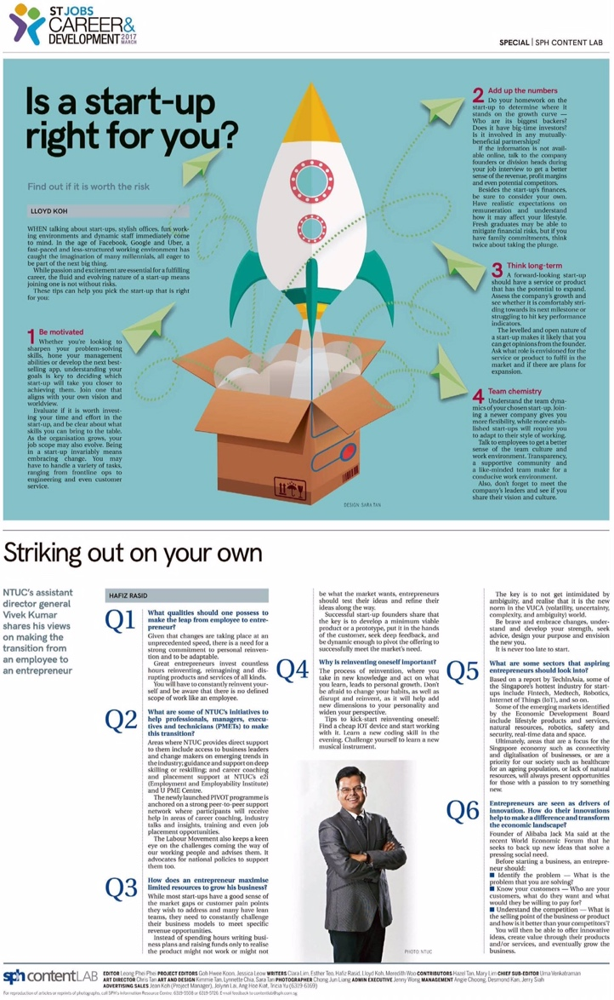 ST JOBS
CAREER&
DEVELOPMENT
2017
MARCH
SPECIAL | SPH CONTENT LAB
Is a start-up
right for you?
Find out if it is worth the risk
LLOYD KOH
WHEN talking about start-ups, stylish offices, fun work-
ing environments and dynamic staff immediately come
to mind. In the age of Facebook, Google and Uber, a
fast-paced and less-structured working environment has
caught the imagination of many millennials, all eager to
be part of the next big thing.
While passion and excitement are essential for a fulfilling
career, the fluid and evolving nature of a start-up means
joining one is not without risks.
These tips can help you pick the start-up that is right
for you:
1 Be motivated
Whether you're looking to
sharpen your problem-solving
skills, hone your management
abilities or develop the next best-
selling app, understanding your
goals is key to deciding which
start-up will take you closer to
achieving them. Join one that
aligns with your own vision and
worldview.
Evaluate if it is worth invest-
ing your time and effort in the
start-up, and be clear about what
skills you can bring to the table.
As the organisation grows, your
job scope may also evolve. Being
in a start-up invariably means
embracing change. You may
have to handle a variety of tasks,
ranging from frontline ops to
engineering and even customer
service.
2 Add up the numbers
Do your homework on the
start-up to determine where it
stands on the growth curve —
Who are its biggest backers?
Does it have big-time investors?
Is it involved in any mutually-
beneficial partnerships?
If the information is not avail-
able online, talk to the company
founders or division heads during
your job interview to get a better
sense of the revenue, profit margins
and even potential competitors.
Besides the start-up's finances,
be sure to consider your own.
Have realistic expectations on
remuneration and understand
how it may affect your lifestyle.
Fresh graduates may be able to
mitigate financial risks, but if you
have family commitments, think
twice about taking the plunge.
3 Think long-term
A forward-looking start-up
should have a service or product
that has the potential to expand.
Assess the company's growth and
see whether it is comfortably stri-
ding towards its next milestone or
struggling to hit key performance
indicators.
The levelled and open nature of
a start-up makes it likely that you
can get opinions from the founder.
Ask what role is envisioned for the
service or product to fulfil in the
market and if there are plans for
expansion.
4 Team chemistry
Understand the team dyna-
mics of your chosen start-up. Join-
ing a newer company gives you
more flexibility, while more estab-
lished start-ups will require you
to adapt to their style of working.
Talk to employees to get a better
sense of the team culture and
work environment. Transparency,
a supportive community and
a like-minded team make for a
conducive work environment.
Also, don't forget to meet the
company's leaders and see if you
share their vision and culture.
DESIGN: SARA TAN
Striking out on your own
NTUC's assistant
director general
Vivek Kumar
shares his views
on making the
transition from
an employee to
an entrepreneur
HAFIZ RASID
Q1
What qualities should one possess to
make the leap from employee to entre-
preneur?
Given that changes are taking place at an
unprecedented speed, there is a need for a
strong commitment to personal reinven-
tion and to be adaptable.
Great entrepreneurs invest countless
hours reinventing, reimagining and dis-
rupting products and services of all kinds.
You will have to constantly reinvent your-
self and be aware that there is no defined
scope of work like an employee.
Q2
What are some of NTUC's initiatives to
help professionals, managers, execu-
tives and technicians (PMETs) to make
this transition?
Areas where NTUC provides direct support
to them include access to business leaders
and change makers on emerging trends in
the industry; guidance and support on deep
skilling or reskilling; and career coaching
and placement support at NTUC's e2i
(Employment and Employability Institute)
and U PME Centre.
The newly launched PIVOT programme is
anchored on a strong peer-to-peer support
network where participants will receive
help in areas of career coaching, industry
talks and insights, training and even job
placement opportunities.
The Labour Movement also keeps a keen
eye on the challenges coming the way of
our working people and advises them. It
advocates for national policies to support
them too.
Q3
How does an entrepreneur maximise
limited resources to grow his business?
While most start-ups have a good sense of
the market gaps or customer pain points
they wish to address and many have lean
teams, they need to constantly challenge
their business models to meet specific
revenue opportunities.
Instead of spending hours writing busi-
ness plans and raising funds only to realise
the product might not work or might not
be what the market wants, entrepreneurs
should test their ideas and refine their
ideas along the way.
Successful start-up founders share that
the key is to develop a minimum viable
product or a prototype, put it in the hands
of the customer, seek deep feedback, and
be dynamic enough to pivot the offering to
successfully meet the market's need.
Q4
Why is reinventing oneself important?
The process of reinvention, where you
take in new knowledge and act on what
you learn, leads to personal growth. Don't
be afraid to change your habits, as well as
disrupt and reinvent, as it will help add
new dimensions to your personality and
widen your perspective.
Tips to kick-start reinventing oneself:
Find a cheap IOT device and start working
with it. Learn a new coding skill in the
evening. Challenge yourself to learn a new
musical instrument.
PHOTO: NTUC
The key is to not get intimidated by
ambiguity, and realise that it is the new
norm in the VUCA (volatility, uncertainty,
complexity, and ambiguity) world.
Be brave and embrace changes, under-
stand and develop your strength, seek
advice, design your purpose and envision
the new you.
It is never too late to start.
Q5
What are some sectors that aspiring
entrepreneurs should look into?
Based on a report by TechInAsia, some of
the Singapore's hottest industry for start-
ups include Fintech, Medtech, Robotics,
Internet of Things (IoT), and so on.
Some of the emerging markets identified
by the Economic Development Board
include lifestyle products and services,
natural resources, robotics, safety and
security, real-time data and space.
Ultimately, areas that are a focus for the
Singapore economy such as connectivity
and digitalisation of businesses, or are a
priority for our society such as healthcare
for an ageing population, or lack of natural
resources, will always present opportunities
for those with a passion to try something
new.
Q6
Entrepreneurs are seen as drivers of
innovation. How do their innovations
help to make a difference and transform
the economic landscape?
Founder of Alibaba Jack Ma said at the
recent World Economic Forum that he
seeks to back up new ideas that solve a
pressing social need.
Before starting a business, an entrepre-
neur should:
■ Identify the problem — What is the
problem that you are solving?
■ Know your customers — Who are your
customers, what do they want and what
would they be willing to pay for?
■ Understand the competition — What is
the selling point of the business or product
and how is it better than your competitors'?
You will then be able to offer innovative
ideas, create value through their products
and/or services, and eventually grow the
business.
sph contentLAB
EDITOR Leong Phei Phei PROJECT EDITORS Goh Hwee Koon, Jessica Leow WRITERS Clara Lim, Esther Teo, Hafiz Rasid, Lloyd Koh, Meredith Woo CONTRIBUTORS Hazel Tan, Mary Lim CHIEF SUB-EDITOR Uma Venkatraman
ART DIRECTOR Chris Tan ART AND DESIGN Kimmie Tan, Lynnette Chia, Sara Tan PHOTOGRAPHER Chong Jun Liang ADMIN EXECUTIVE Jenny Wong MANAGEMENT Angie Choong, Desmond Kan, Jerry Siah
ADVERTISING SALES Jean Koh (Project Manager), Jolynn Lai, Ang Hoe Kiat, Tricia Yu (6319-6169)
For reproduction of articles or reprints of photographs, call SPH's Information Resource Centre: 6319-5508 or 6319-5726. E-mail feedback to contentlab@sph.com.sg